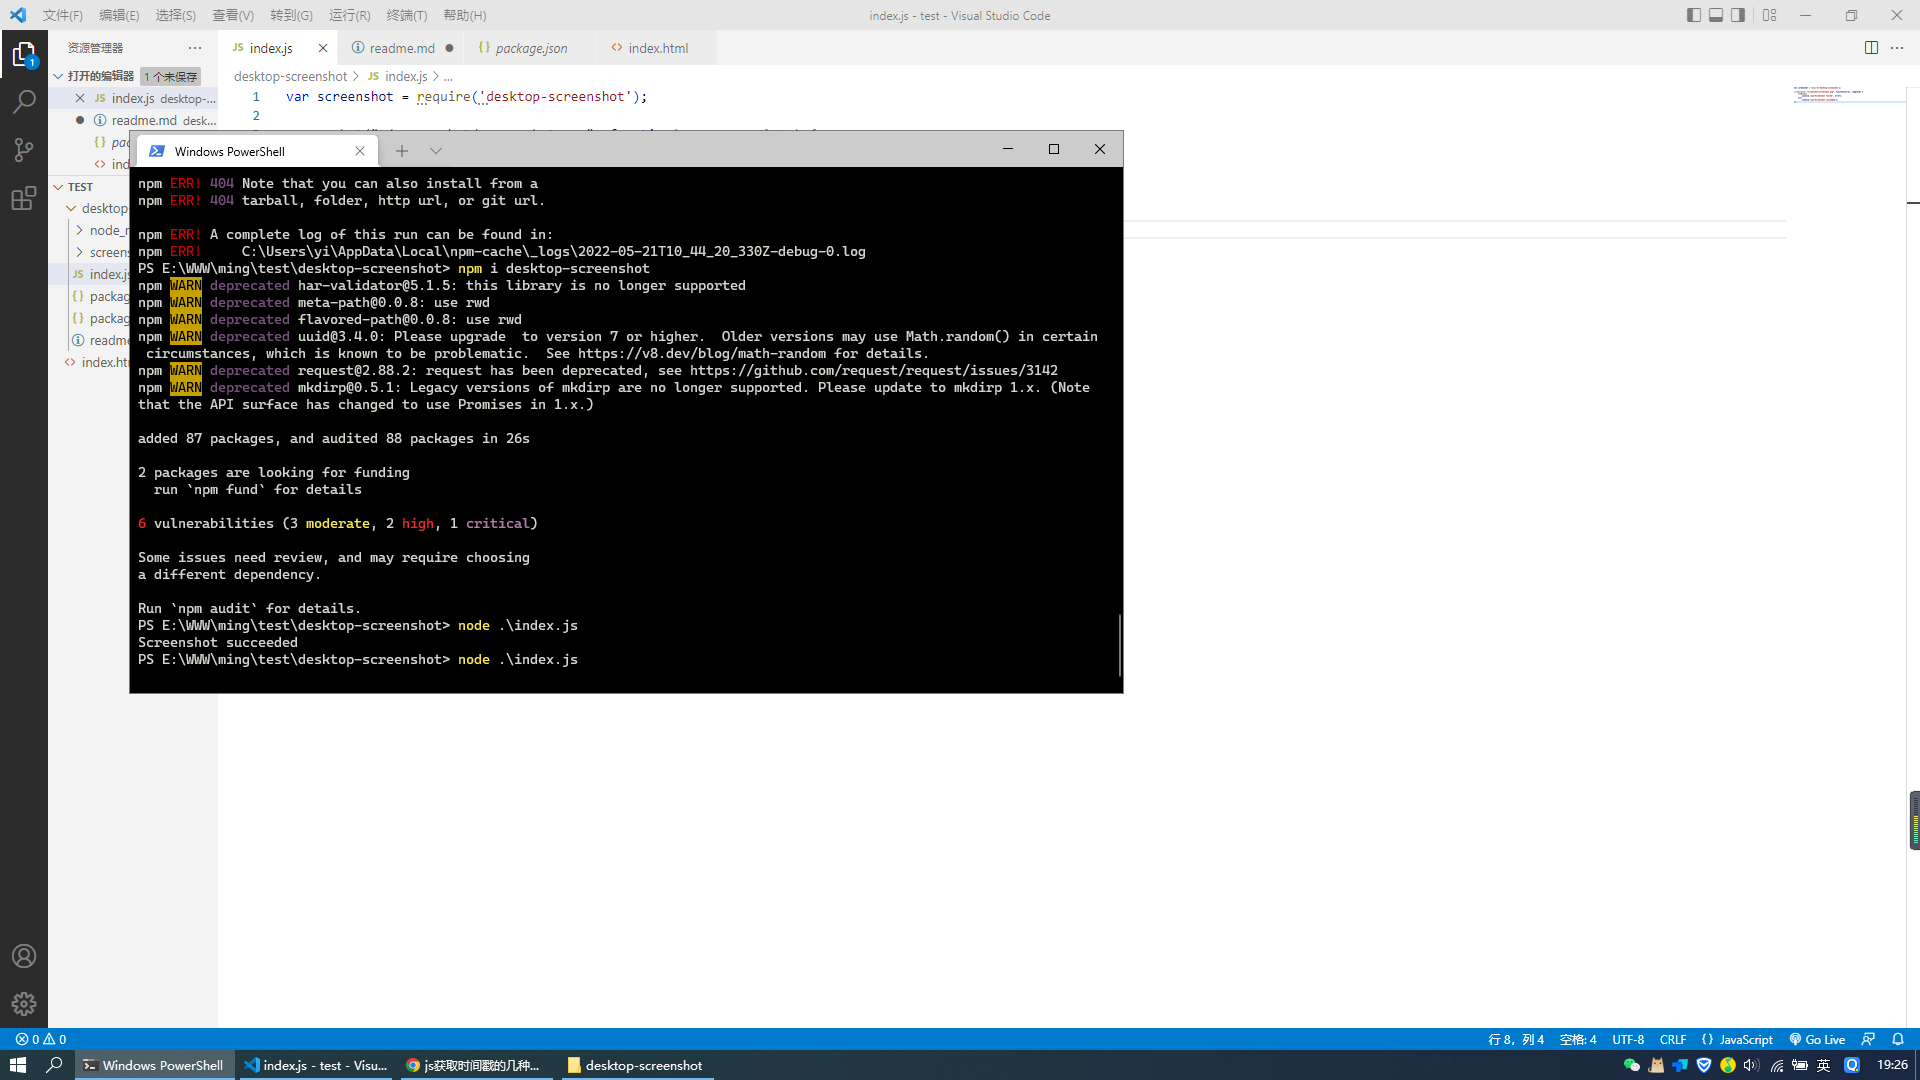 文件(F) 编辑(E) 选择(S) 查看(V) 转到(G) 运行(R) 终端(T) 帮助(H)
index.js - test - Visual Studio Code
资源管理器
JS index.js
readme.md
{} package.json
<> index.html
打开的编辑器 1 个未保存
desktop-screenshot > JS index.js > ...
JS index.js desktop-...
readme.md desk...
{} pac
<> ind
1 var screenshot = require('desktop-screenshot');
2
TEST
desktop
node_r
screens
JS index.js
{} packag
{} packag
readme
<> index.ht
Windows PowerShell
npm ERR! 404 Note that you can also install from a
npm ERR! 404 tarball, folder, http url, or git url.
npm ERR! A complete log of this run can be found in:
npm ERR!     C:\Users\yi\AppData\Local\npm-cache\_logs\2022-05-21T10_44_20_330Z-debug-0.log
PS E:\WWW\ming\test\desktop-screenshot> npm i desktop-screenshot
npm WARN deprecated har-validator@5.1.5: this library is no longer supported
npm WARN deprecated meta-path@0.0.8: use rwd
npm WARN deprecated flavored-path@0.0.8: use rwd
npm WARN deprecated uuid@3.4.0: Please upgrade  to version 7 or higher.  Older versions may use Math.random() in certain
 circumstances, which is known to be problematic.  See https://v8.dev/blog/math-random for details.
npm WARN deprecated request@2.88.2: request has been deprecated, see https://github.com/request/request/issues/3142
npm WARN deprecated mkdirp@0.5.1: Legacy versions of mkdirp are no longer supported. Please update to mkdirp 1.x. (Note
that the API surface has changed to use Promises in 1.x.)
added 87 packages, and audited 88 packages in 26s
2 packages are looking for funding
  run `npm fund` for details
6 vulnerabilities (3 moderate, 2 high, 1 critical)
Some issues need review, and may require choosing
a different dependency.
Run `npm audit` for details.
PS E:\WWW\ming\test\desktop-screenshot> node .\index.js
Screenshot succeeded
PS E:\WWW\ming\test\desktop-screenshot> node .\index.js
0 0
行 8，列 4 空格: 4 UTF-8 CRLF {} JavaScript Go Live
Windows PowerShell
index.js - test - Visu...
js获取时间戳的几种...
desktop-screenshot
英
19:26